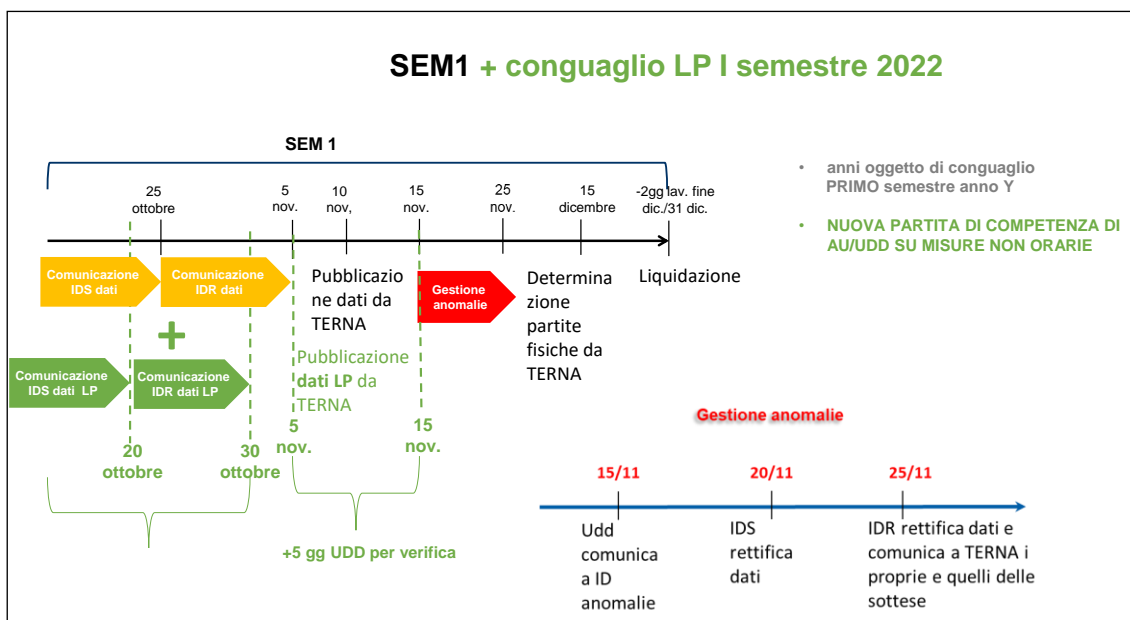 SEM1 + conguaglio LP I semestre 2022
SEM 1
25
ottobre
5
nov.
10
nov,
15
nov.
25
nov.
15
dicembre
-2gg lav. fine
dic./31 dic.
• anni oggetto di conguaglio
PRIMO semestre anno Y
• NUOVA PARTITA DI COMPETENZA DI
AU/UDD SU MISURE NON ORARIE
Comunicazione
IDS dati
Comunicazione
IDR dati
Pubblicazio
ne dati da
TERNA
Gestione
anomalie
Determina
zione
partite
fisiche da
TERNA
Liquidazione
+
Comunicazione
IDS dati LP
Comunicazione
IDR dati LP
Pubblicazione
dati LP da
TERNA
20
ottobre
30
ottobre
5
nov.
15
nov.
+5 gg UDD per verifica
Gestione anomalie
15/11
20/11
25/11
Udd
comunica
a ID
anomalie
IDS
rettifica
dati
IDR rettifica dati e
comunica a TERNA i
proprie e quelli delle
sottese